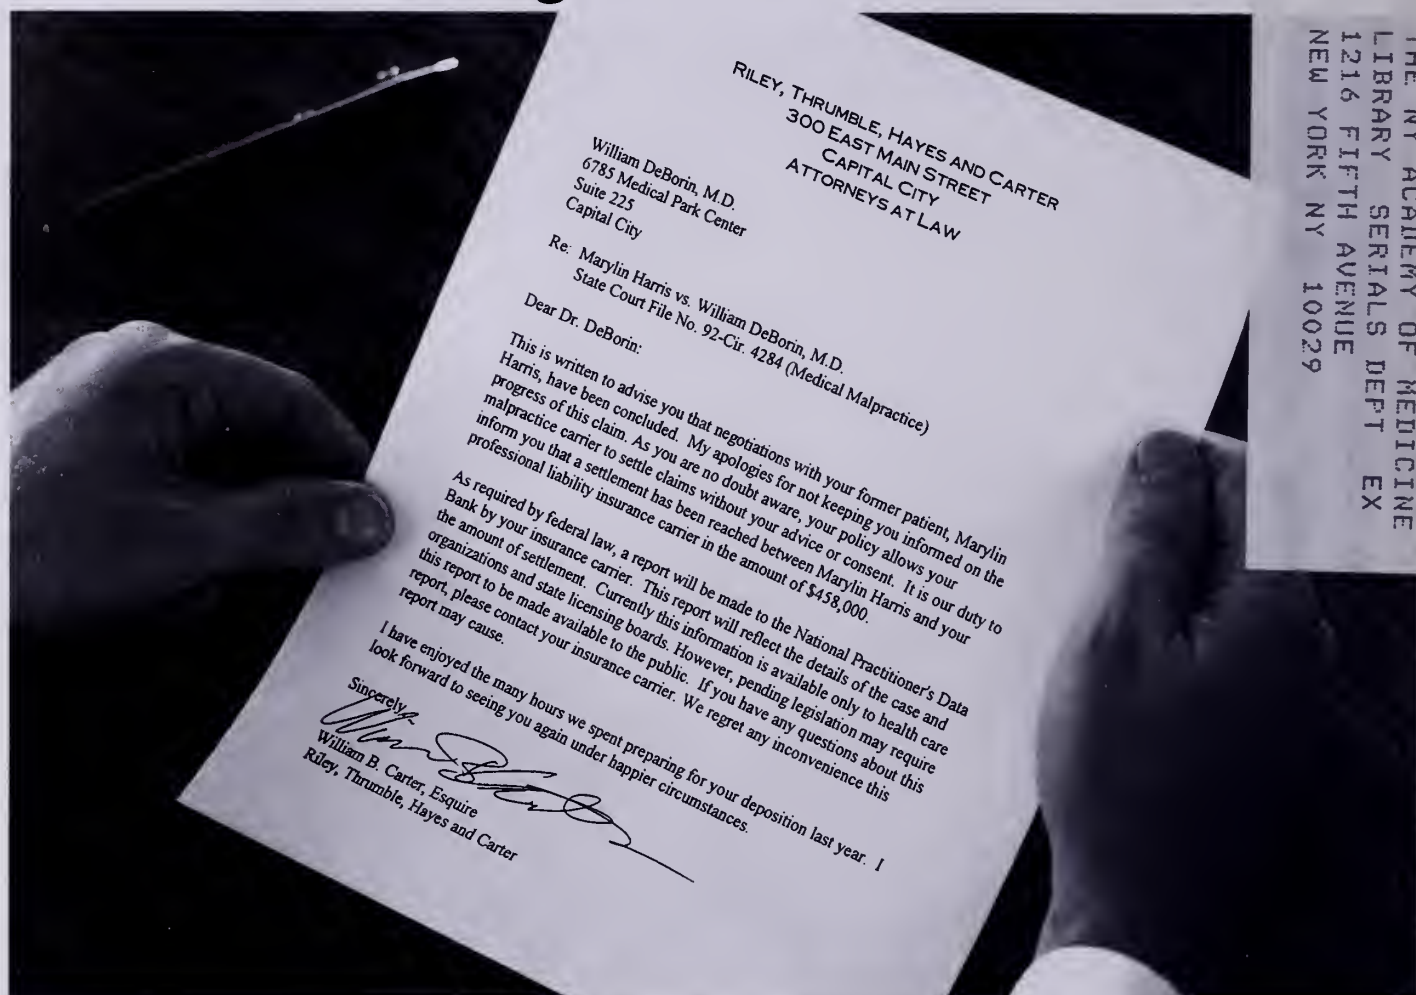 RILEY, THRUMBLE, HAYES AND CARTER
300 EAST MAIN STREET
CAPITAL CITY
ATTORNEYS AT LAW
William DeBorin, M.D.
6785 Medical Park Center
Suite 225
Capital City
Re: Marylin Harris vs. William DeBorin, M.D.
State Court File No. 92-Cir. 4284 (Medical Malpractice)
Dear Dr. DeBorin:
This is written to advise you that negotiations with your former patient, Marylin
Harris, have been concluded. My apologies for not keeping you informed on the
progress of this claim. As you are no doubt aware, your policy allows your
malpractice carrier to settle claims without your advice or consent. It is our duty to
inform you that a settlement has been reached between Marylin Harris and your
professional liability insurance carrier in the amount of $458,000.
As required by federal law, a report will be made to the National Practitioner's Data
Bank by your insurance carrier. This report will reflect the details of the case and
the amount of settlement. Currently this information is available only to health care
organizations and state licensing boards. However, pending legislation may require
this report to be made available to the public. If you have any questions about this
report, please contact your insurance carrier. We regret any inconvenience this
report may cause.
I have enjoyed the many hours we spent preparing for your deposition last year. I
look forward to seeing you again under happier circumstances.
Sincerely,
William B. Carter, Esquire
Riley, Thrumble, Hayes and Carter
THE NY ACADEMY OF MEDICINE
LIBRARY SERIALS DEPT EX
1216 FIFTH AVENUE
NEW YORK NY 10029